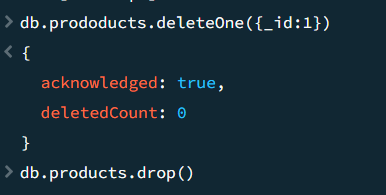 > db.prododucts.deleteOne({_id:1})
< {
acknowledged: true,
deletedCount: 0
}
> db.products.drop()